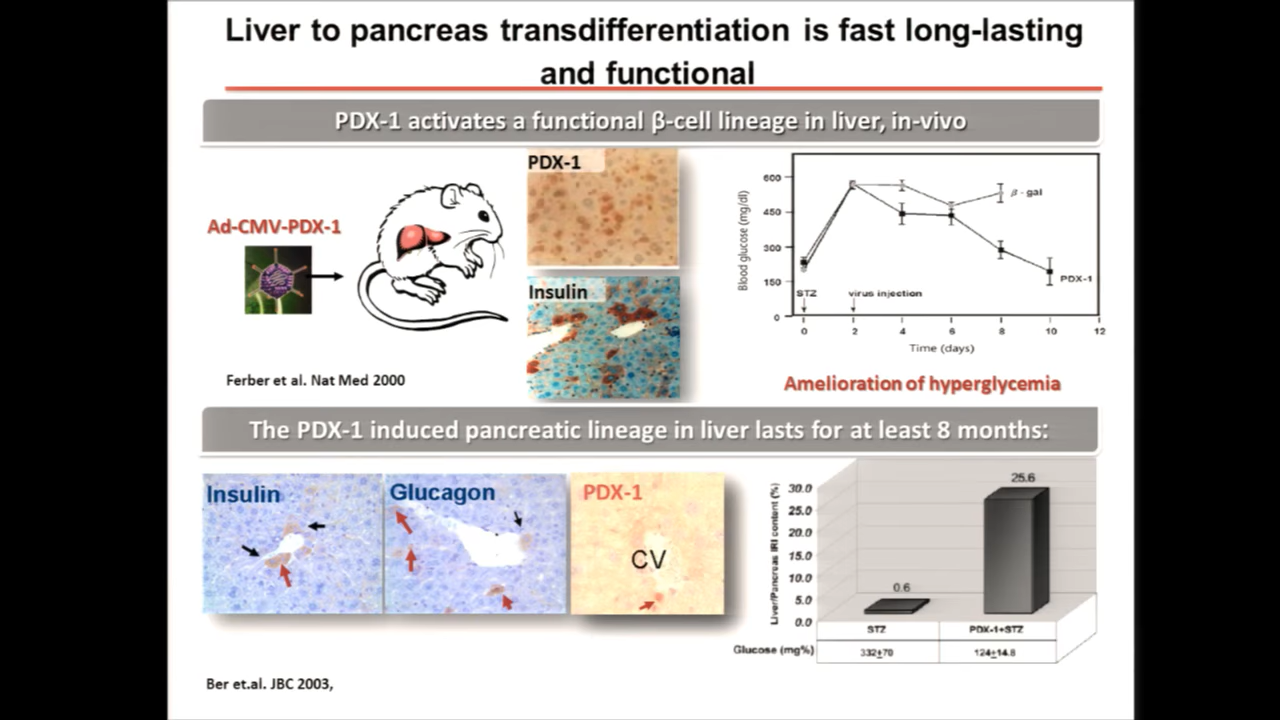 Liver to pancreas transdifferentiation is fast long-lasting
and functional
PDX-1 activates a functional β-cell lineage in liver, in-vivo
Ad-CMV-PDX-1
PDX-1
Insulin
Ferber et al. Nat Med 2000
Blood glucose (mg/dl)
600
450
300
150
0
β - gal
PDX-1
STZ
virus injection
0 2 4 6 8 10 12
Time (days)
Amelioration of hyperglycemia
The PDX-1 induced pancreatic lineage in liver lasts for at least 8 months:
Insulin
Glucagon
PDX-1
CV
Liver/Pancreas IRI content (%)
30.0
25.0
20.0
15.0
10.0
5.0
0.0
0.6
25.6
STZ PDX-1+STZ
Glucose (mg%) 332±70 124±14.8
Ber et.al. JBC 2003,